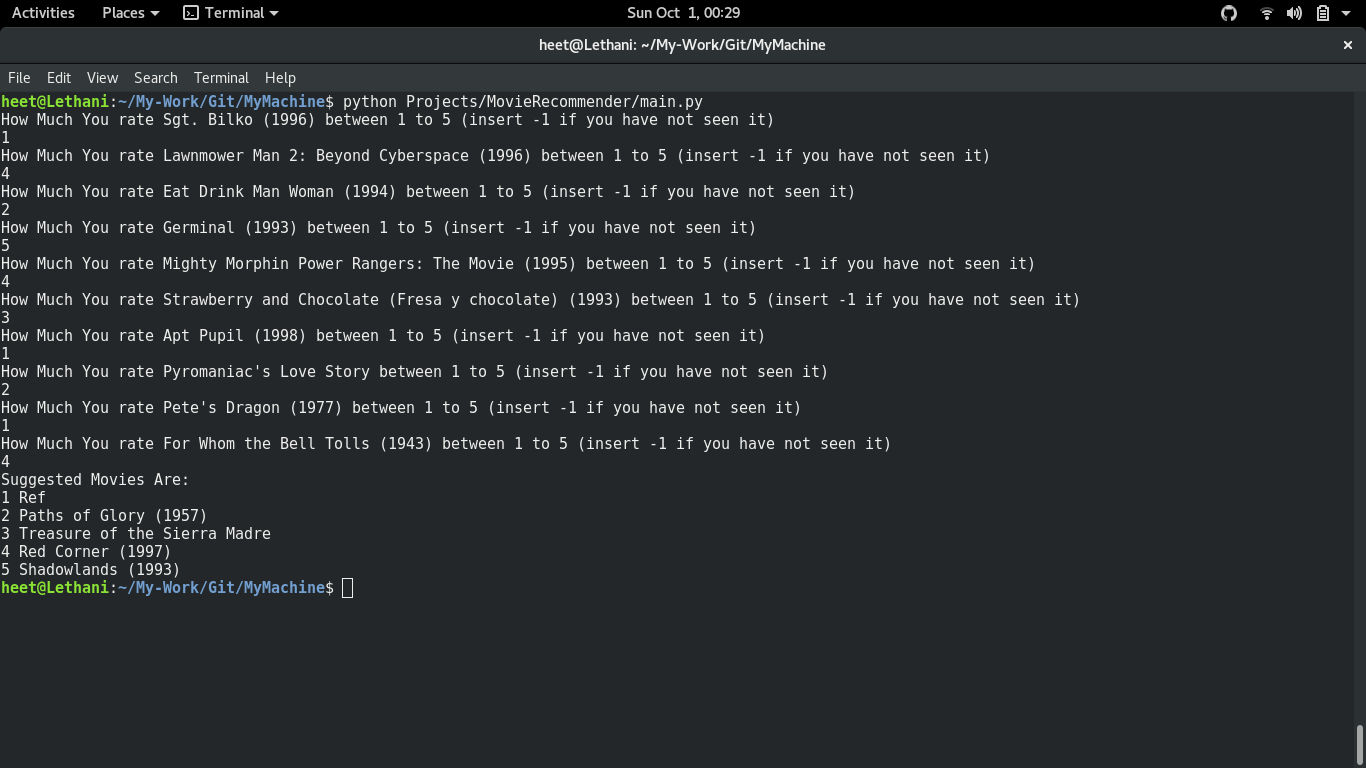 Activities Places Terminal Sun Oct 1, 00:29
heet@Lethani: ~/My-Work/Git/MyMachine ×
File Edit View Search Terminal Help
heet@Lethani:~/My-Work/Git/MyMachine$ python Projects/MovieRecommender/main.py
How Much You rate Sgt. Bilko (1996) between 1 to 5 (insert -1 if you have not seen it)
1
How Much You rate Lawnmower Man 2: Beyond Cyberspace (1996) between 1 to 5 (insert -1 if you have not seen it)
4
How Much You rate Eat Drink Man Woman (1994) between 1 to 5 (insert -1 if you have not seen it)
2
How Much You rate Germinal (1993) between 1 to 5 (insert -1 if you have not seen it)
5
How Much You rate Mighty Morphin Power Rangers: The Movie (1995) between 1 to 5 (insert -1 if you have not seen it)
4
How Much You rate Strawberry and Chocolate (Fresa y chocolate) (1993) between 1 to 5 (insert -1 if you have not seen it)
3
How Much You rate Apt Pupil (1998) between 1 to 5 (insert -1 if you have not seen it)
1
How Much You rate Pyromaniac's Love Story between 1 to 5 (insert -1 if you have not seen it)
2
How Much You rate Pete's Dragon (1977) between 1 to 5 (insert -1 if you have not seen it)
1
How Much You rate For Whom the Bell Tolls (1943) between 1 to 5 (insert -1 if you have not seen it)
4
Suggested Movies Are:
1 Ref
2 Paths of Glory (1957)
3 Treasure of the Sierra Madre
4 Red Corner (1997)
5 Shadowlands (1993)
heet@Lethani:~/My-Work/Git/MyMachine$